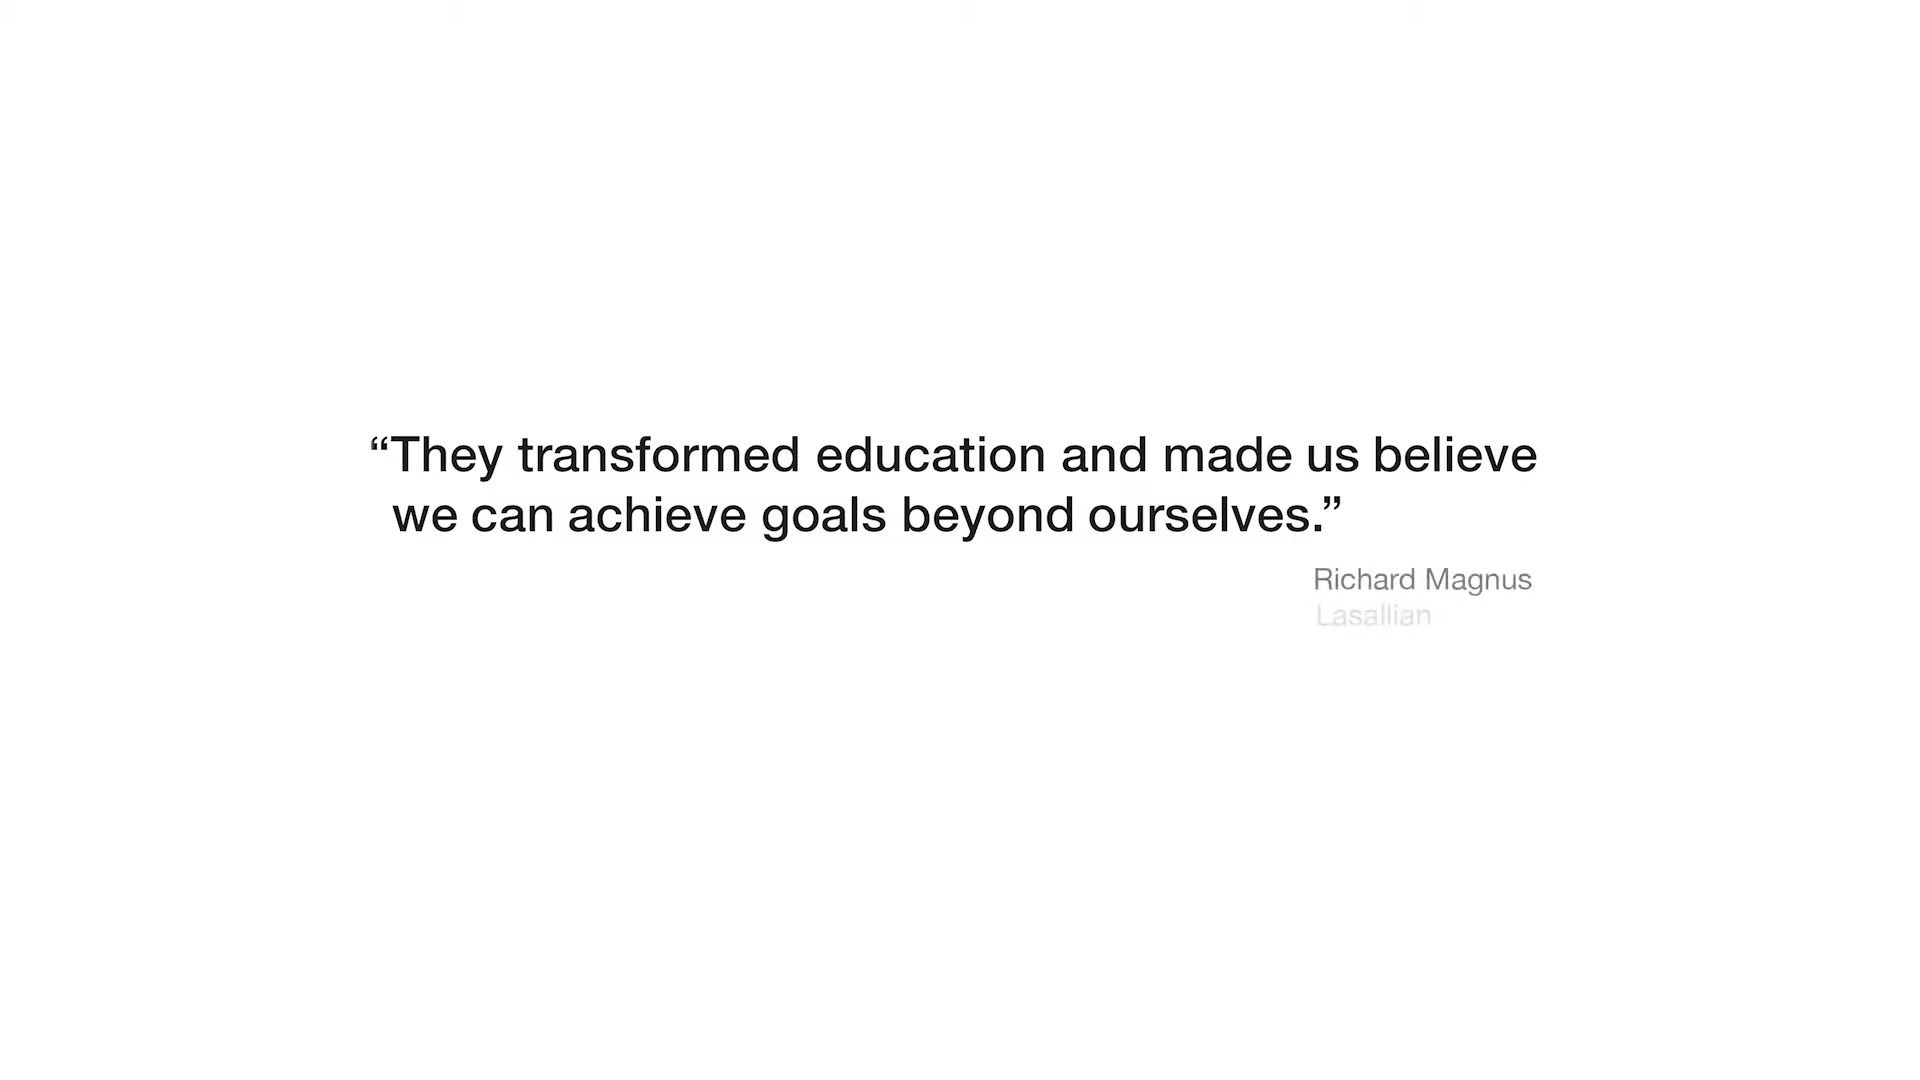 “They transformed education and made us believe
we can achieve goals beyond ourselves.”
Richard Magnus
Lasallian